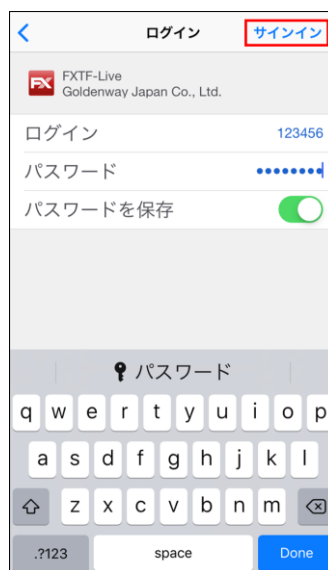 ログイン サインイン
FX FXTF-Live
Goldenway Japan Co., Ltd.
ログイン 123456
パスワード ••••••••
パスワードを保存
パスワード
q w e r t y u i o p
a s d f g h j k l
z x c v b n m
.?123 space Done